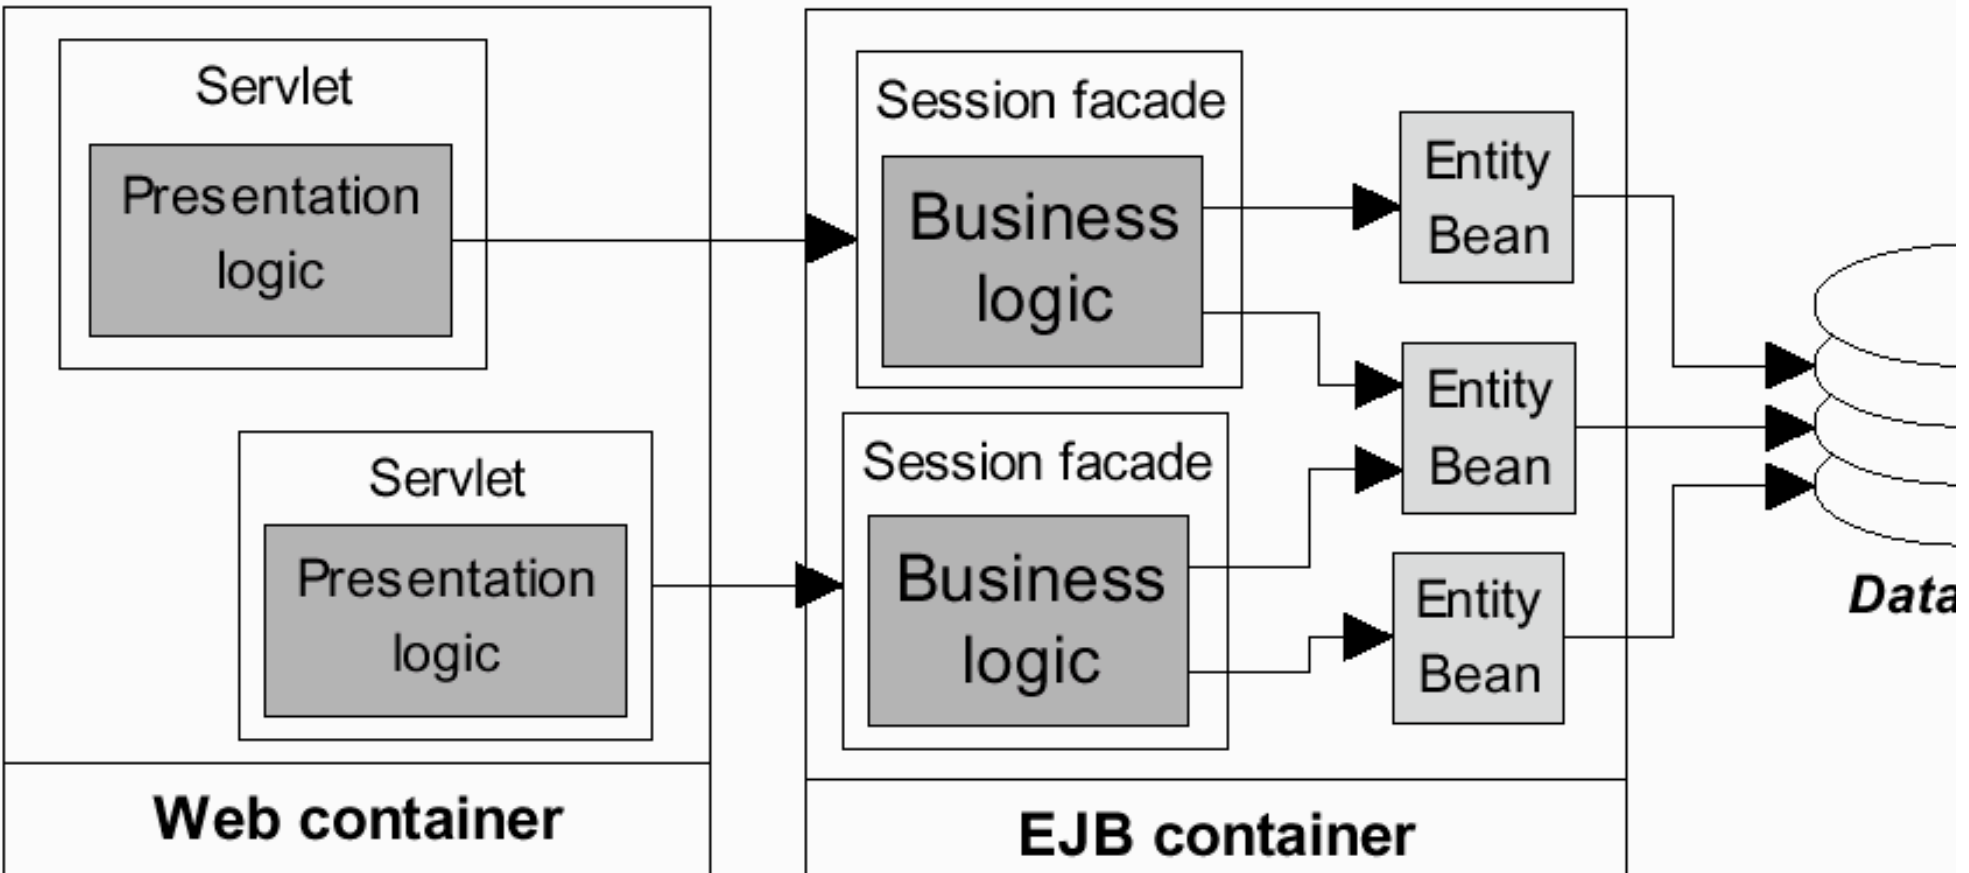 Servlet
Presentation
logic
Servlet
Presentation
logic
Web container
Session facade
Business
logic
Session facade
Business
logic
Entity
Bean
Entity
Bean
Entity
Bean
EJB container
Data